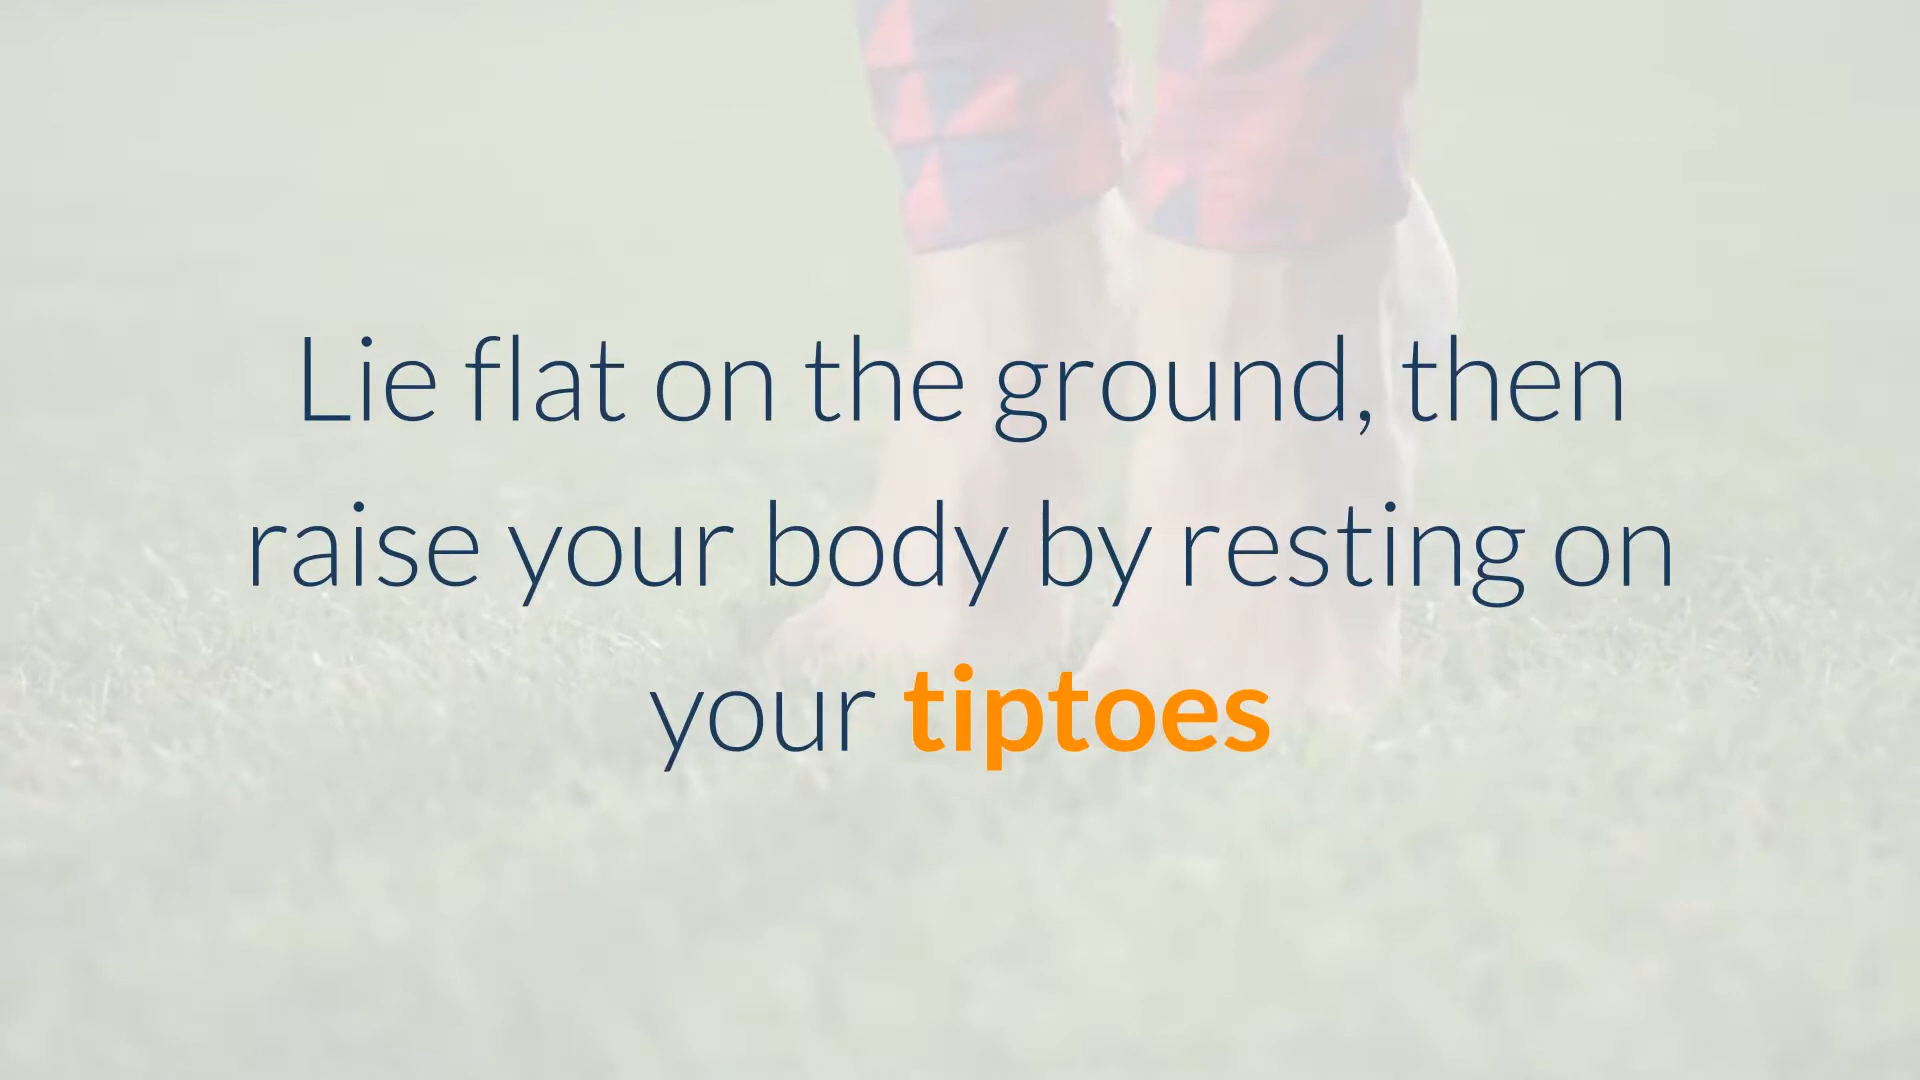 Lie flat on the ground, then
raise your body by resting on
your tiptoes